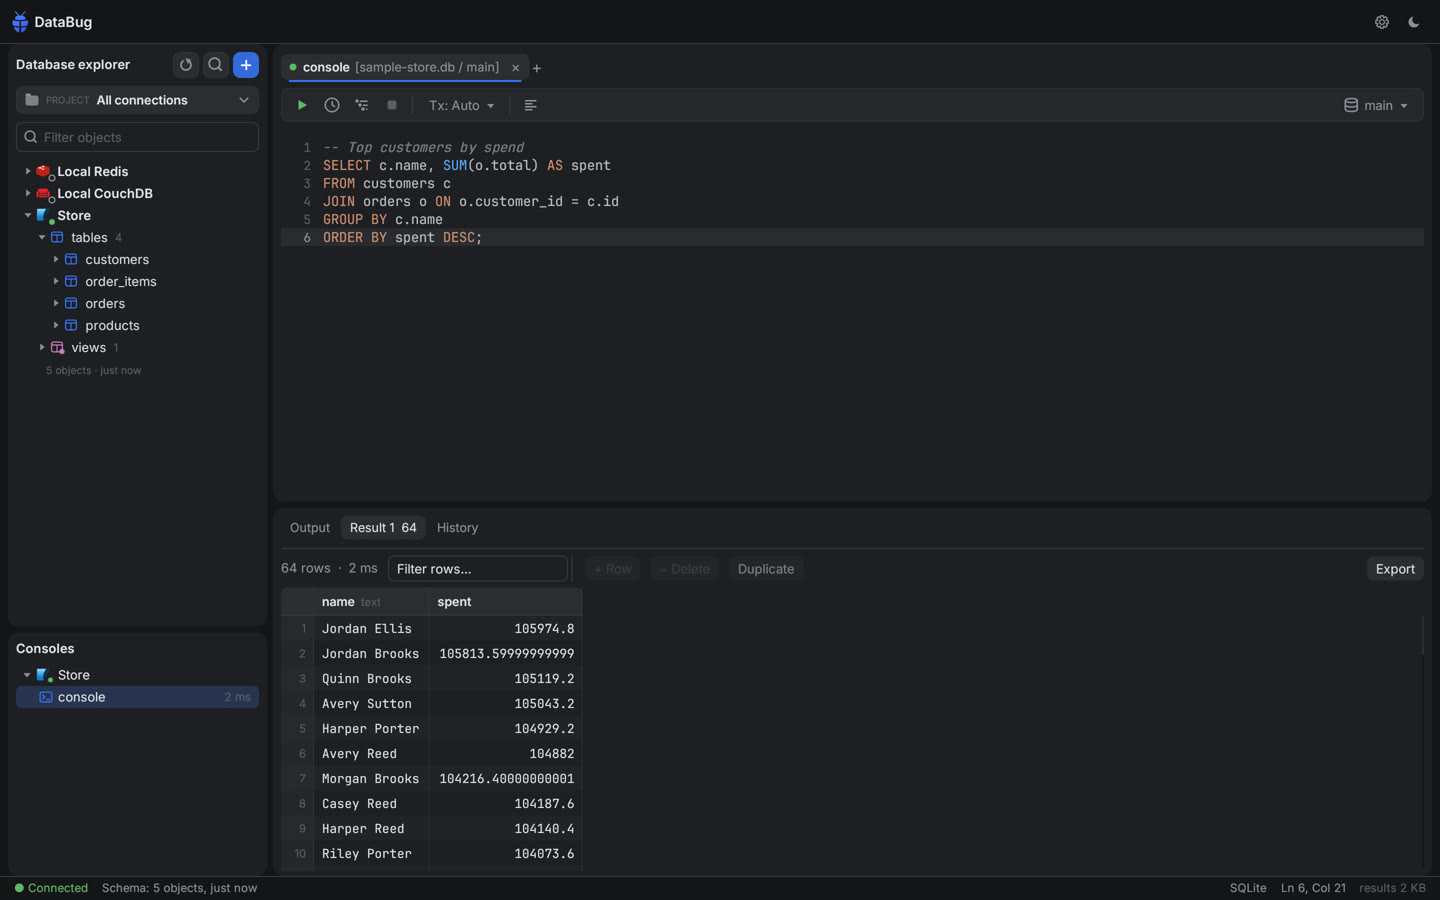 DataBug
Database explorer
PROJECT All connections
Filter objects
Local Redis
Local CouchDB
Store
tables 4
customers
order_items
orders
products
views 1
5 objects · just now
Consoles
Store
console 2 ms
console [sample-store.db / main] × +
Tx: Auto
main
1 -- Top customers by spend
2 SELECT c.name, SUM(o.total) AS spent
3 FROM customers c
4 JOIN orders o ON o.customer_id = c.id
5 GROUP BY c.name
6 ORDER BY spent DESC;
Output Result 1 64 History
64 rows · 2 ms Filter rows... + Row − Delete Duplicate Export
name text spent
1 Jordan Ellis 105974.8
2 Jordan Brooks 105813.59999999999
3 Quinn Brooks 105119.2
4 Avery Sutton 105043.2
5 Harper Porter 104929.2
6 Avery Reed 104882
7 Morgan Brooks 104216.40000000001
8 Casey Reed 104187.6
9 Harper Reed 104140.4
10 Riley Porter 104073.6
Connected Schema: 5 objects, just now SQLite Ln 6, Col 21 results 2 KB